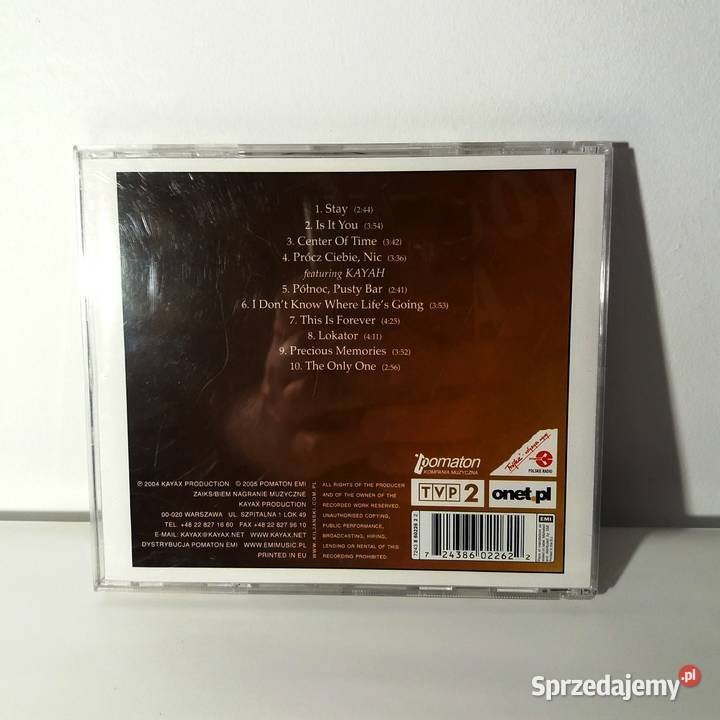 1. Stay (2:44)
2. Is It You (3:54)
3. Center Of Time (3:42)
4. Prócz Ciebie, Nic (3:36)
featuring KAYAH
5. Północ, Pusty Bar (2:41)
6. I Don't Know Where Life's Going (3:53)
7. This Is Forever (4:25)
8. Lokator (4:11)
9. Precious Memories (3:52)
10. The Only One (2:56)
℗ 2004 KAYAX PRODUCTION © 2005 POMATON EMI
ZAIKS/BIEM NAGRANIE MUZYCZNE
KAYAX PRODUCTION
00-020 WARSZAWA UL. SZPITALNA 1 LOK 49
TEL. +48 22 827 16 60 FAX +48 22 827 96 10
E-MAIL: KAYAX@KAYAX.NET WWW.KAYAX.NET
DYSTRYBUCJA POMATON EMI WWW.EMIMUSIC.PL
PRINTED IN EU
WWW.KILJANSKI.COM.PL
ALL RIGHTS OF THE PRODUCER
AND OF THE OWNER OF THE
RECORDED WORK RESERVED.
UNAUTHORISED COPYING,
PUBLIC PERFORMANCE,
BROADCASTING, HIRING,
LENDING OR RENTAL OF THIS
RECORDING PROHIBITED.
pomaton
KOMPANIA MUZYCZNA
POLSKIE RADIO
TVP 2
onet.pl
EMI
7 24386 02262 2
Sprzedajemy.pl